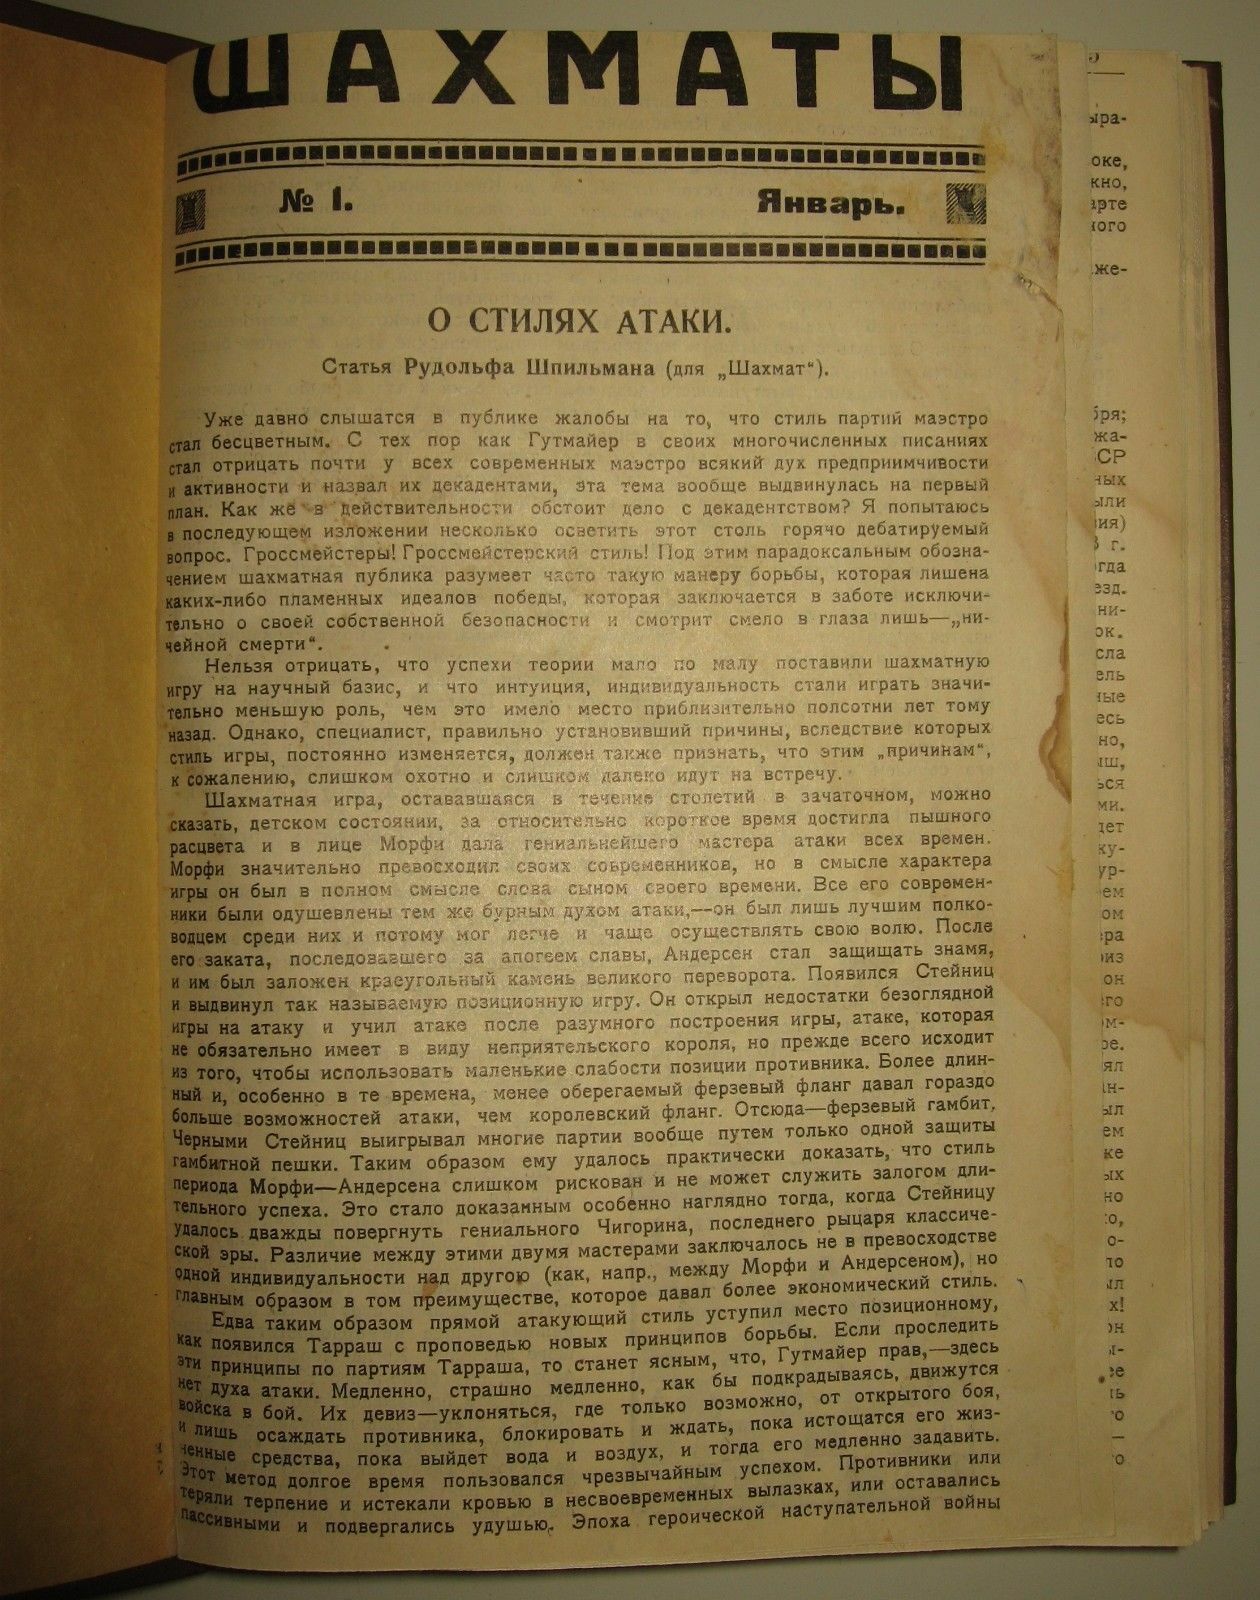 ШАХМАТЫ
№ 1. Январь.
О СТИЛЯХ АТАКИ.
Статья Рудольфа Шпильмана (для „Шахмат“).
Уже давно слышатся в публике жалобы на то, что стиль партий маэстро
стал бесцветным. С тех пор как Гутмайер в своих многочисленных писаниях
стал отрицать почти у всех современных маэстро всякий дух предприимчивости
и активности и назвал их декадентами, эта тема вообще выдвинулась на первый
план. Как же в действительности обстоит дело с декадентством? Я попытаюсь
в последующем изложении несколько осветить этот столь горячо дебатируемый
вопрос. Гроссмейстеры! Гроссмейстерский стиль! Под этим парадоксальным обозна-
чением шахматная публика разумеет часто такую манеру борьбы, которая лишена
каких-либо пламенных идеалов победы, которая заключается в заботе исключи-
тельно о своей собственной безопасности и смотрит смело в глаза лишь—„ни-
чейной смерти“.
Нельзя отрицать, что успехи теории мало по малу поставили шахматную
игру на научный базис, и что интуиция, индивидуальность стали играть значи-
тельно меньшую роль, чем это имело место приблизительно полсотни лет тому
назад. Однако, специалист, правильно установивший причины, вследствие которых
стиль игры, постоянно изменяется, должен также признать, что этим „причинам“,
к сожалению, слишком охотно и слишком далеко идут на встречу.
Шахматная игра, остававшаяся в течение столетий в зачаточном, можно
сказать, детском состоянии, за относительно короткое время достигла пышного
расцвета и в лице Морфи дала гениальнейшего мастера атаки всех времен.
Морфи значительно превосходил своих современников, но в смысле характера
игры он был в полном смысле слова сыном своего времени. Все его современ-
ники были одушевлены тем же бурным духом атаки,—он был лишь лучшим полко-
водцем среди них и потому мог легче и чаще осуществлять свою волю. После
его заката, последовавшего за апогеем славы, Андерсен стал защищать знамя,
и им был заложен краеугольный камень великого переворота. Появился Стейниц
и выдвинул так называемую позиционную игру. Он открыл недостатки безоглядной
игры на атаку и учил атаке после разумного построения игры, атаке, которая
не обязательно имеет в виду неприятельского короля, но прежде всего исходит
из того, чтобы использовать маленькие слабости позиции противника. Более длин-
ный и, особенно в те времена, менее оберегаемый ферзевый фланг давал гораздо
больше возможностей атаки, чем королевский фланг. Отсюда—ферзевый гамбит.
Черными Стейниц выигрывал многие партии вообще путем только одной защиты
гамбитной пешки. Таким образом ему удалось практически доказать, что стиль
периода Морфи—Андерсена слишком рискован и не может служить залогом дли-
тельного успеха. Это стало доказанным особенно наглядно тогда, когда Стейницу
удалось дважды повергнуть гениального Чигорина, последнего рыцаря классиче-
ской эры. Различие между этими двумя мастерами заключалось не в превосходстве
одной индивидуальности над другою (как, напр., между Морфи и Андерсеном), но
главным образом в том преимуществе, которое давал более экономический стиль.
Едва таким образом прямой атакующий стиль уступил место позиционному,
как появился Тарраш с проповедью новых принципов борьбы. Если проследить
эти принципы по партиям Тарраша, то станет ясным, что, Гутмайер прав,—здесь
нет духа атаки. Медленно, страшно медленно, как бы подкрадываясь, движутся
войска в бой. Их девиз—уклоняться, где только возможно, от открытого боя,
и лишь осаждать противника, блокировать и ждать, пока истощатся его жиз-
ненные средства, пока выйдет вода и воздух, и тогда его медленно задавить.
Этот метод долгое время пользовался чрезвычайным успехом. Противники или
теряли терпение и истекали кровью в несвоевременных вылазках, или оставались
пассивными и подвергались удушью. Эпоха героической наступательной войны